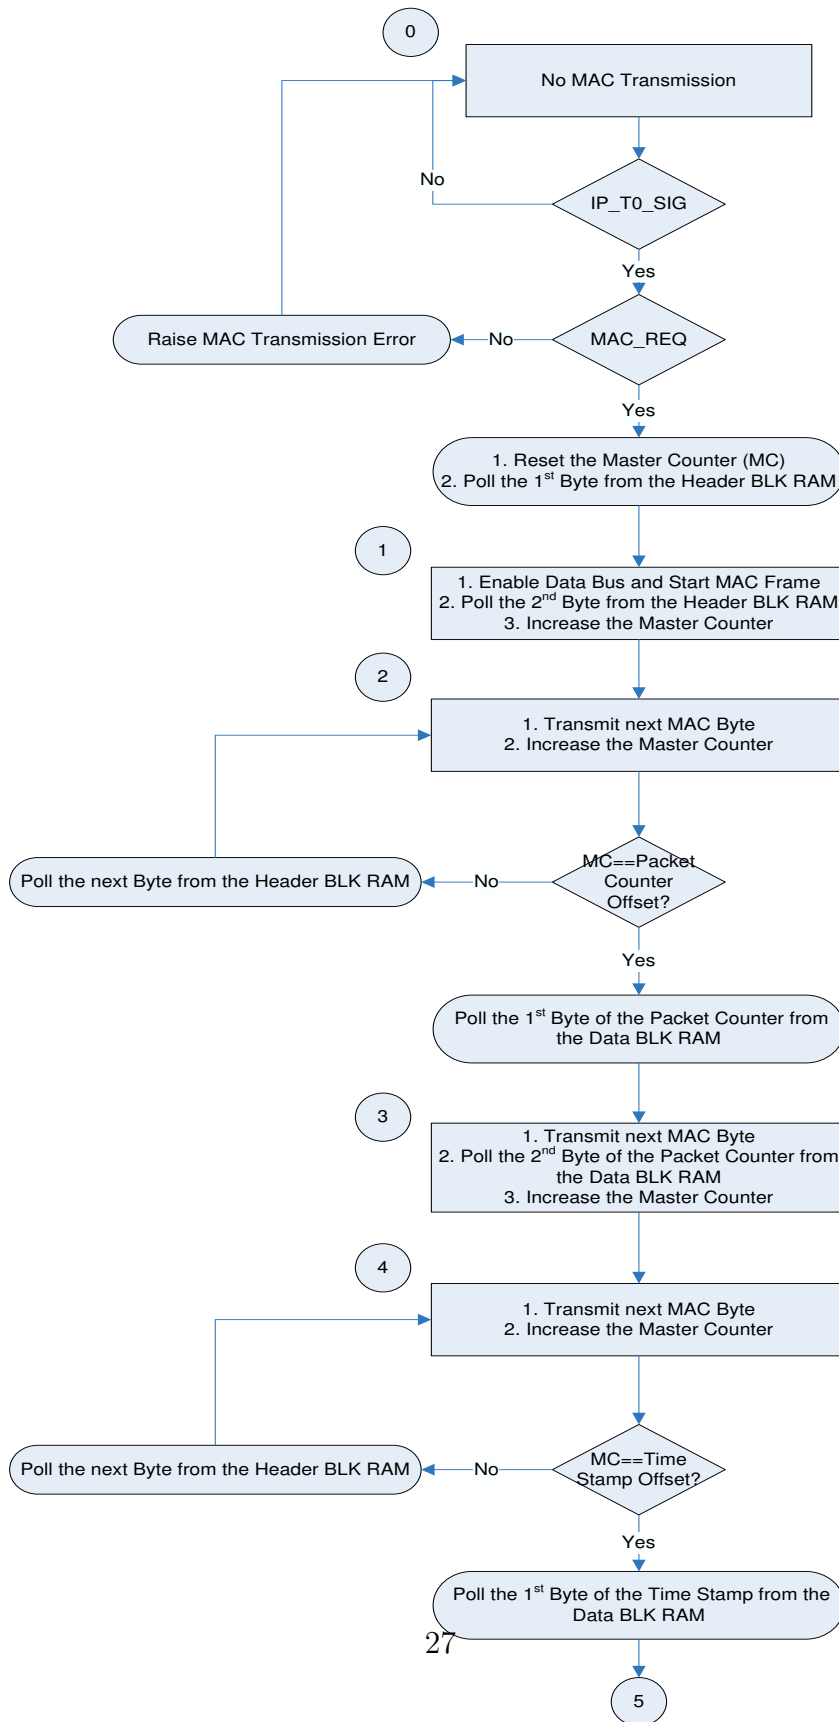 0
No MAC Transmission
No
IP_T0_SIG
Yes
Raise MAC Transmission Error
No
MAC_REQ
Yes
1. Reset the Master Counter (MC)
2. Poll the 1st Byte from the Header BLK RAM
1
1. Enable Data Bus and Start MAC Frame
2. Poll the 2nd Byte from the Header BLK RAM
3. Increase the Master Counter
2
1. Transmit next MAC Byte
2. Increase the Master Counter
Poll the next Byte from the Header BLK RAM
No
MC==Packet
Counter
Offset?
Yes
Poll the 1st Byte of the Packet Counter from
the Data BLK RAM
3
1. Transmit next MAC Byte
2. Poll the 2nd Byte of the Packet Counter from
the Data BLK RAM
3. Increase the Master Counter
4
1. Transmit next MAC Byte
2. Increase the Master Counter
Poll the next Byte from the Header BLK RAM
No
MC==Time
Stamp Offset?
Yes
Poll the 1st Byte of the Time Stamp from the
Data BLK RAM
27
5